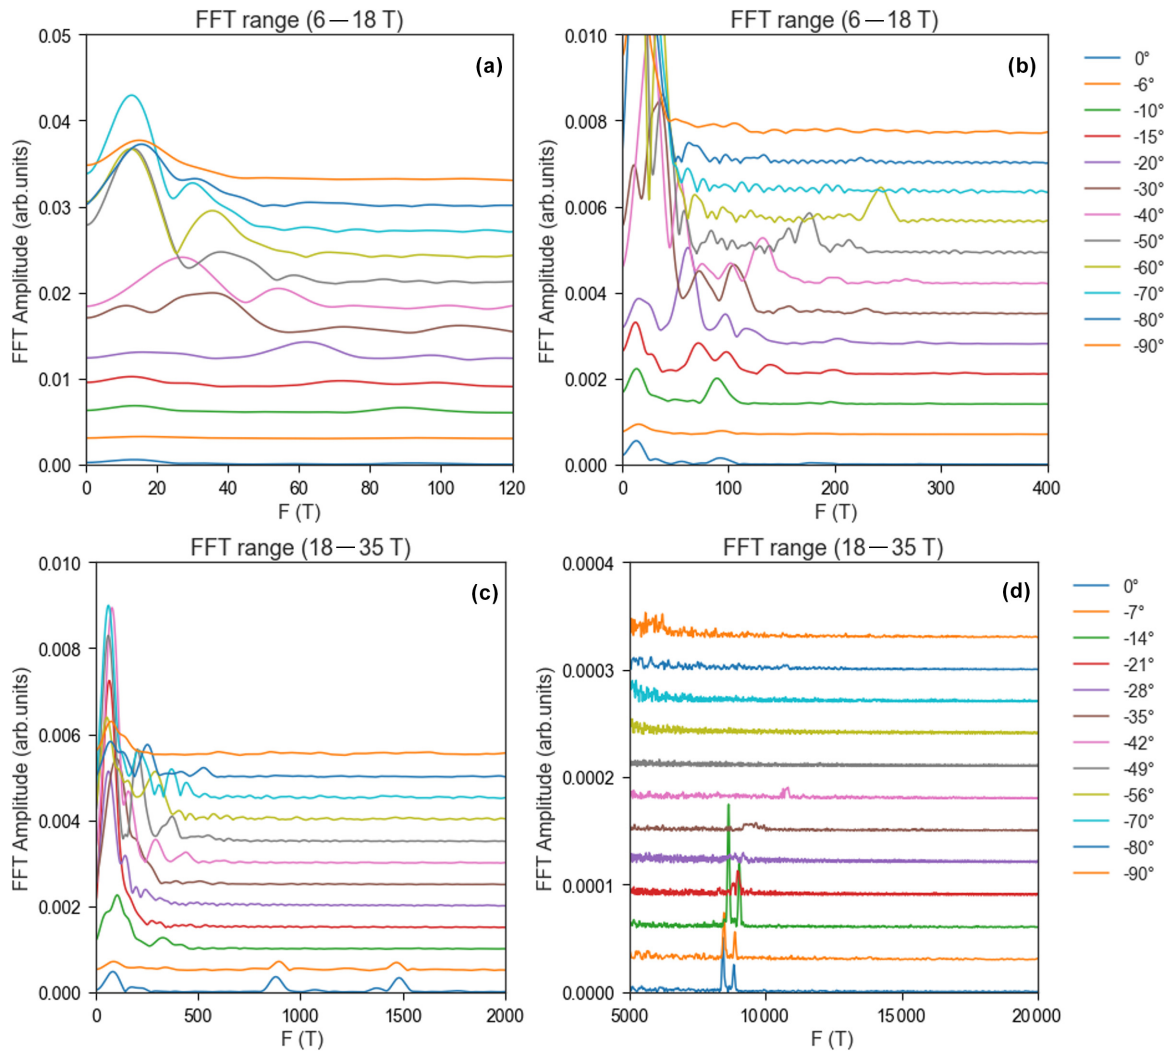 FFT range (6—18 T)
(a)
FFT Amplitude (arb.units)
0.05
0.04
0.03
0.02
0.01
0.00
0 20 40 60 80 100 120
F (T)
FFT range (6—18 T)
(b)
FFT Amplitude (arb.units)
0.010
0.008
0.006
0.004
0.002
0.000
0 100 200 300 400
F (T)
0°
-6°
-10°
-15°
-20°
-30°
-40°
-50°
-60°
-70°
-80°
-90°
FFT range (18—35 T)
(c)
FFT Amplitude (arb.units)
0.010
0.008
0.006
0.004
0.002
0.000
0 500 1000 1500 2000
F (T)
FFT range (18—35 T)
(d)
FFT Amplitude (arb.units)
0.0004
0.0003
0.0002
0.0001
0.0000
5000 10000 15000 20000
F (T)
0°
-7°
-14°
-21°
-28°
-35°
-42°
-49°
-56°
-70°
-80°
-90°